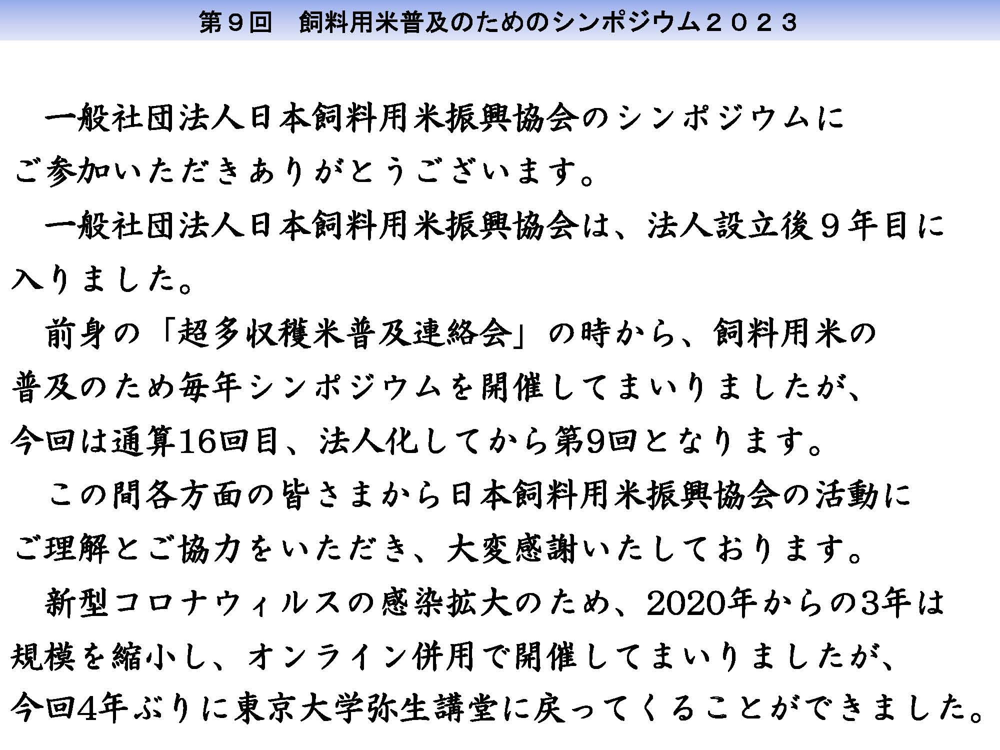 第９回　飼料用米普及のためのシンポジウム２０２３
　一般社団法人日本飼料用米振興協会のシンポジウムに
ご参加いただきありがとうございます。
　一般社団法人日本飼料用米振興協会は、法人設立後９年目に
入りました。
　前身の「超多収穫米普及連絡会」の時から、飼料用米の
普及のため毎年シンポジウムを開催してまいりましたが、
今回は通算16回目、法人化してから第9回となります。
　この間各方面の皆さまから日本飼料用米振興協会の活動に
ご理解とご協力をいただき、大変感謝いたしております。
　新型コロナウィルスの感染拡大のため、2020年からの3年は
規模を縮小し、オンライン併用で開催してまいりましたが、
今回4年ぶりに東京大学弥生講堂に戻ってくることができました。